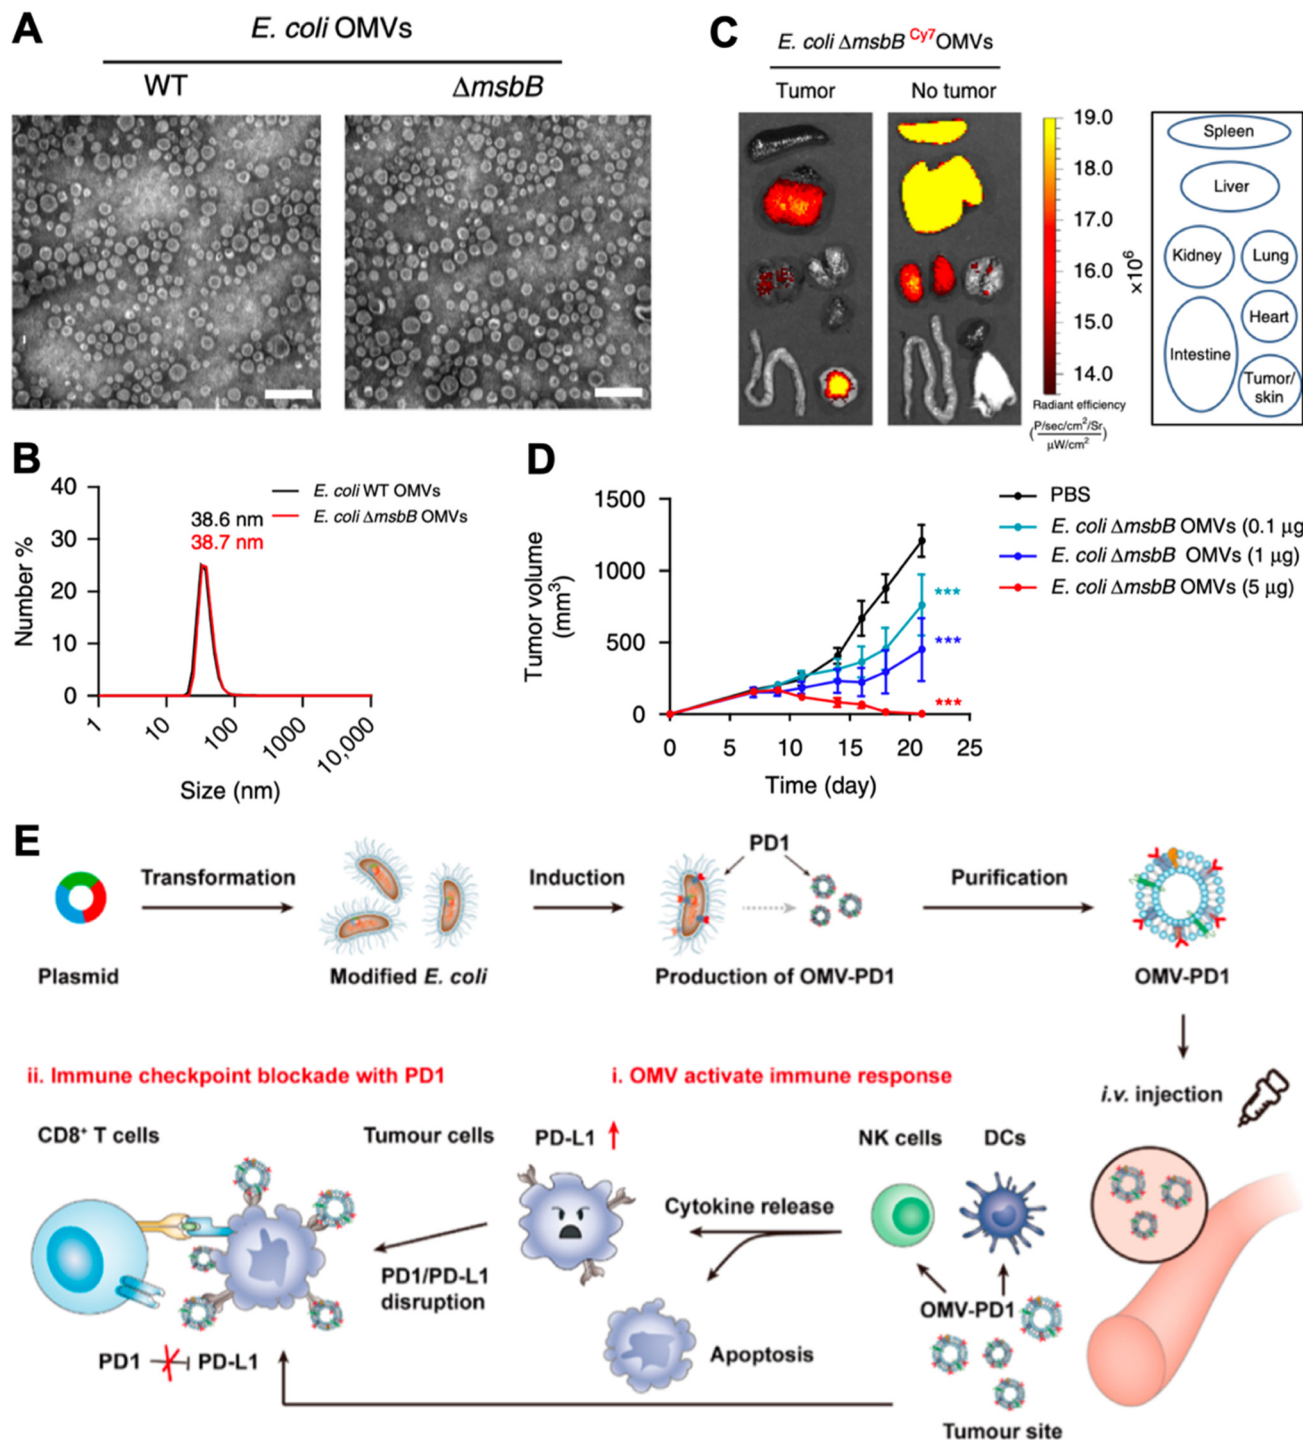 A
E. coli OMVs
WT
ΔmsbB
C
E. coli ΔmsbB Cy7OMVs
Tumor
No tumor
19.0
18.0
17.0
16.0
15.0
14.0
×10⁶
Radiant efficiency
(P/sec/cm²/Sr
μW/cm²)
Spleen
Liver
Kidney
Lung
Heart
Intestine
Tumor/
skin
B
40
30
20
10
0
Number %
E. coli WT OMVs
E. coli ΔmsbB OMVs
38.6 nm
38.7 nm
1
10
100
1000
10,000
Size (nm)
D
1500
1000
500
0
Tumor volume
(mm³)
PBS
E. coli ΔmsbB OMVs (0.1 μg
E. coli ΔmsbB OMVs (1 μg)
E. coli ΔmsbB OMVs (5 μg)
***
***
***
0
5
10
15
20
25
Time (day)
E
Transformation
Induction
PD1
Purification
Plasmid
Modified E. coli
Production of OMV-PD1
OMV-PD1
ii. Immune checkpoint blockade with PD1
i. OMV activate immune response
i.v. injection
CD8⁺ T cells
Tumour cells
PD-L1
NK cells
DCs
Cytokine release
PD1/PD-L1
disruption
OMV-PD1
PD1
PD-L1
Apoptosis
Tumour site